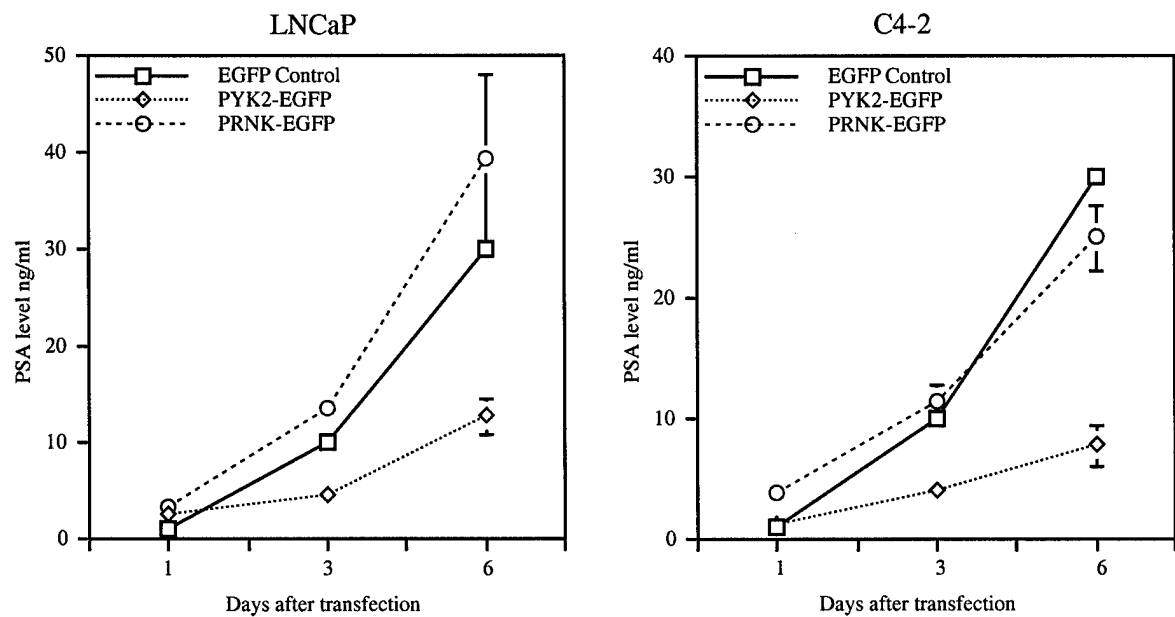 LNCaP
50
EGFP Control
PYK2-EGFP
PRNK-EGFP
40
30
20
10
0
PSA level ng/ml
1 3 6
Days after transfection
C4-2
40
EGFP Control
PYK2-EGFP
PRNK-EGFP
30
20
10
0
PSA level ng/ml
1 3 6
Days after transfection